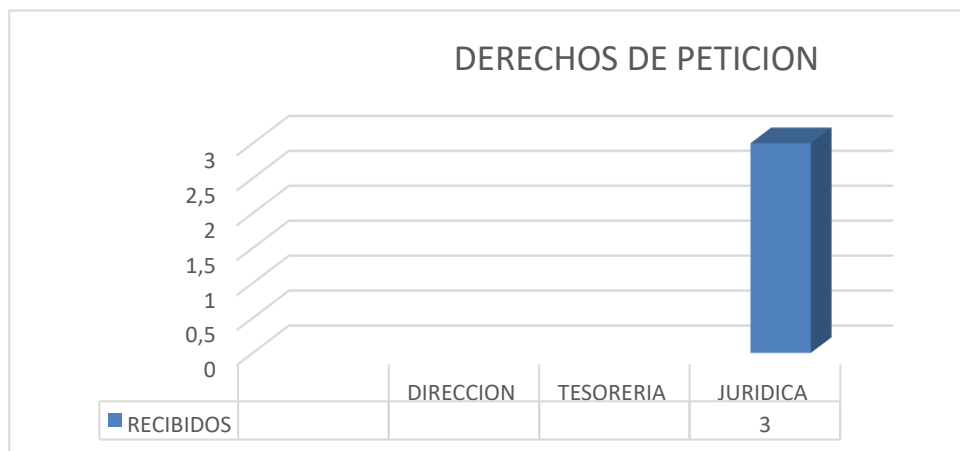 DERECHOS DE PETICION
3
2,5
2
1,5
1
0,5
0
DIRECCION TESORERIA JURIDICA
RECIBIDOS 3